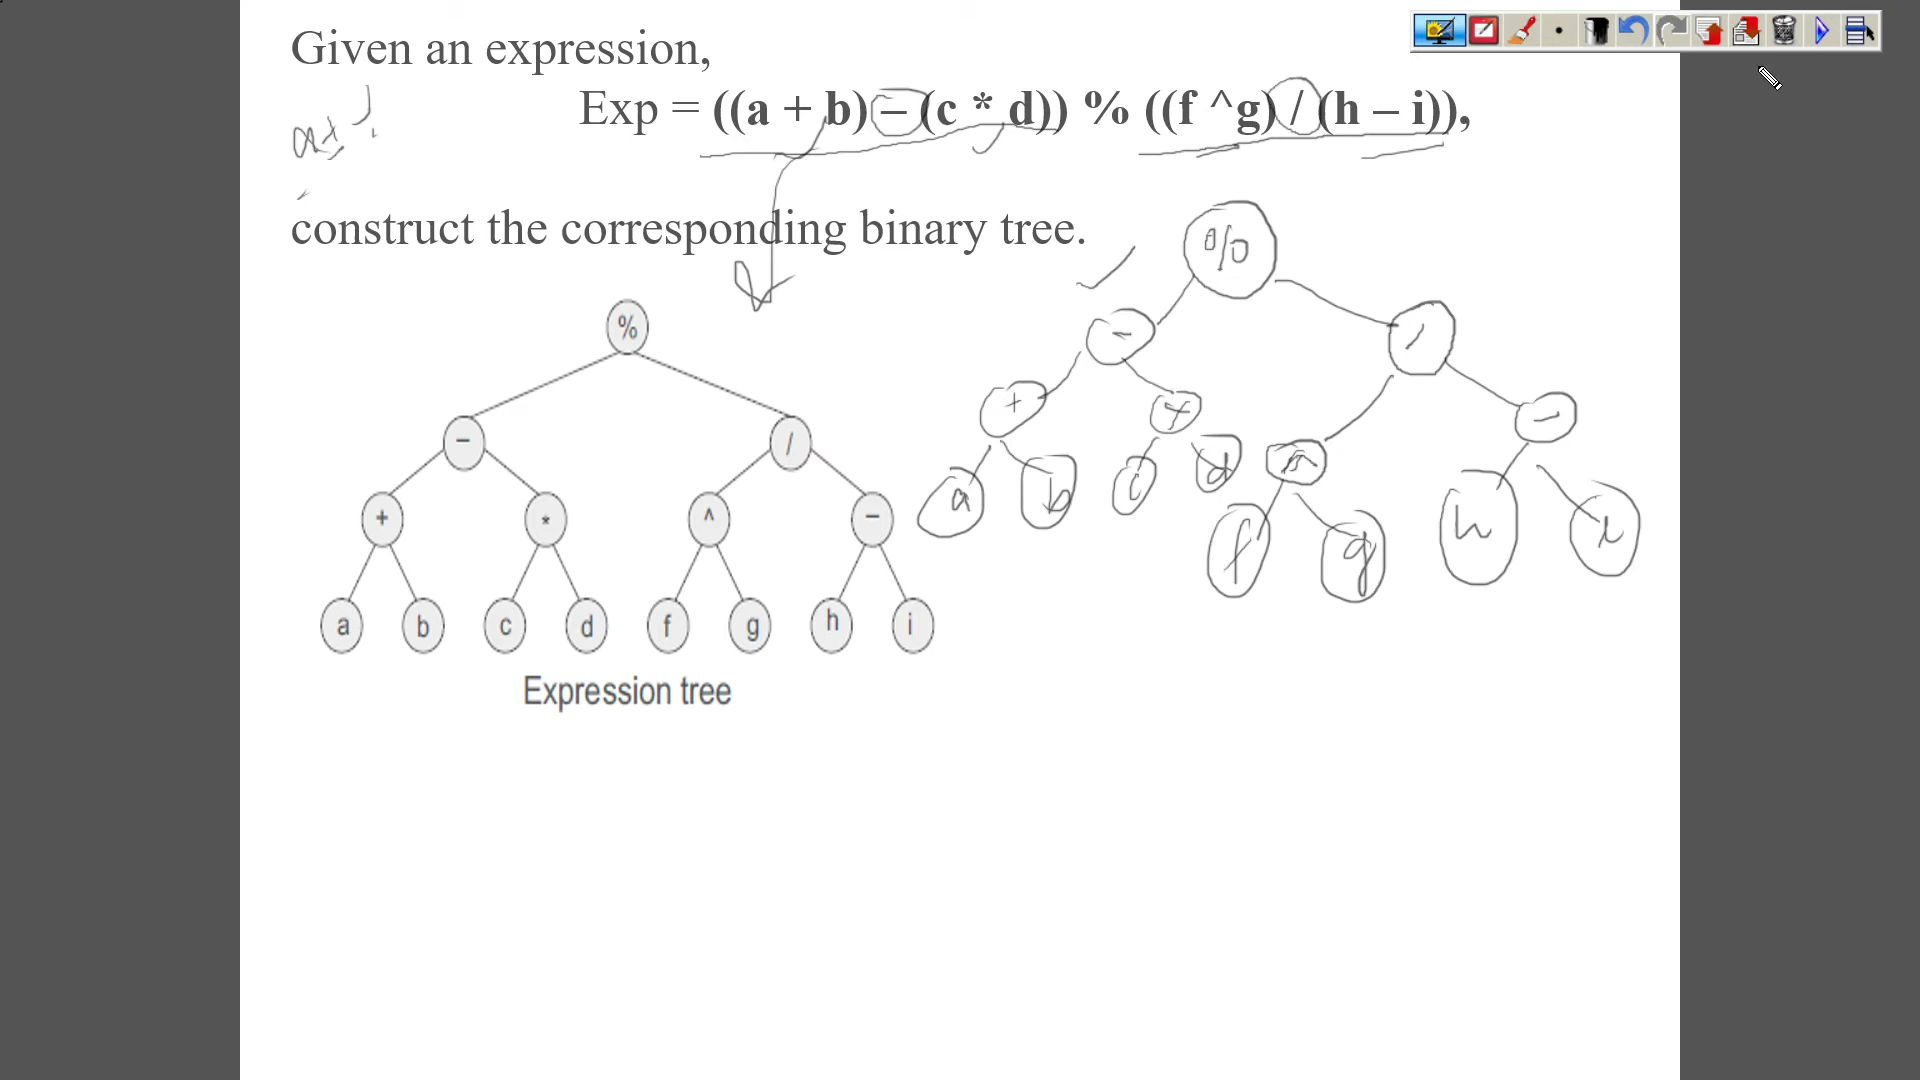 Given an expression,
Exp = ((a + b) – (c * d)) % ((f ^g) / (h – i)),
a+
construct the corresponding binary tree.
%
%
– /
– /
+ *
^ –
+ *
^ –
a b c d
f g h i
a b c d f g h i
Expression tree